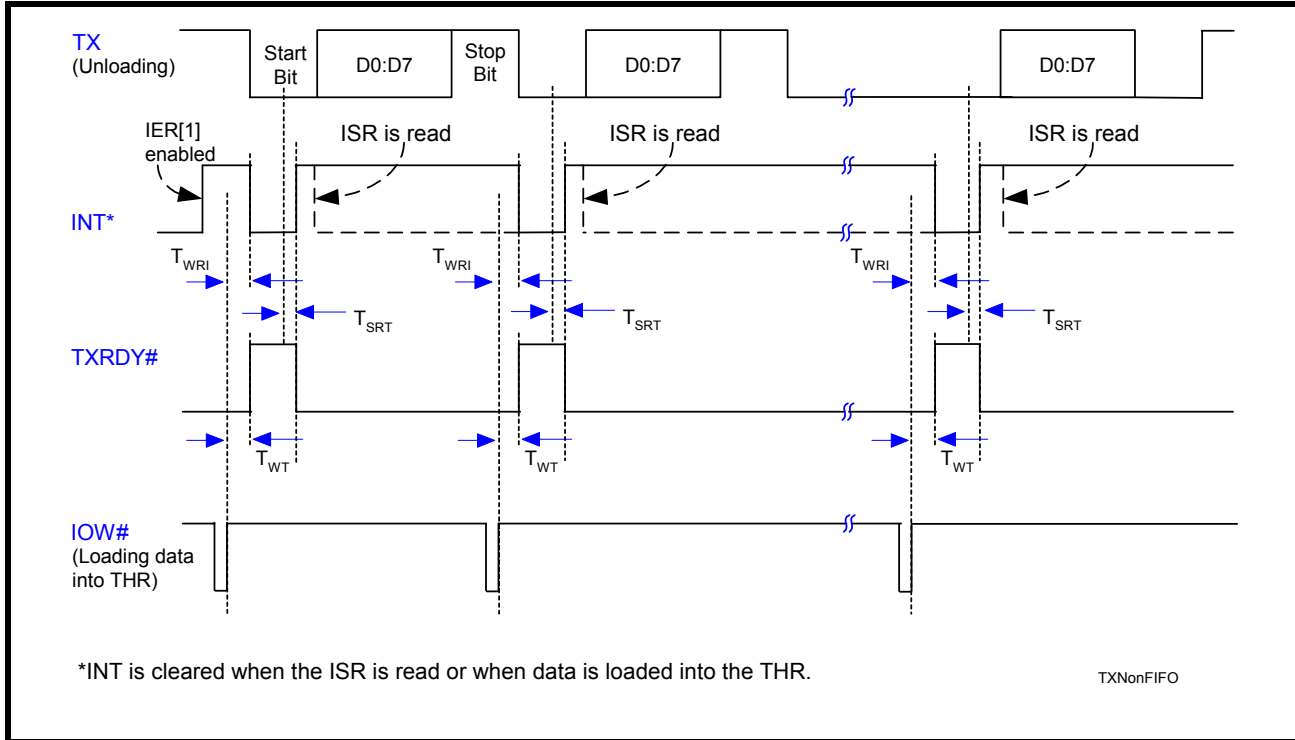 TX
(Unloading)
Start
Bit
D0:D7
Stop
Bit
D0:D7
D0:D7
IER[1]
enabled
ISR is read
ISR is read
ISR is read
INT*
TWRI
TWRI
TWRI
TSRT
TSRT
TSRT
TXRDY#
TWT
TWT
TWT
IOW#
(Loading data
into THR)
*INT is cleared when the ISR is read or when data is loaded into the THR.
TXNonFIFO